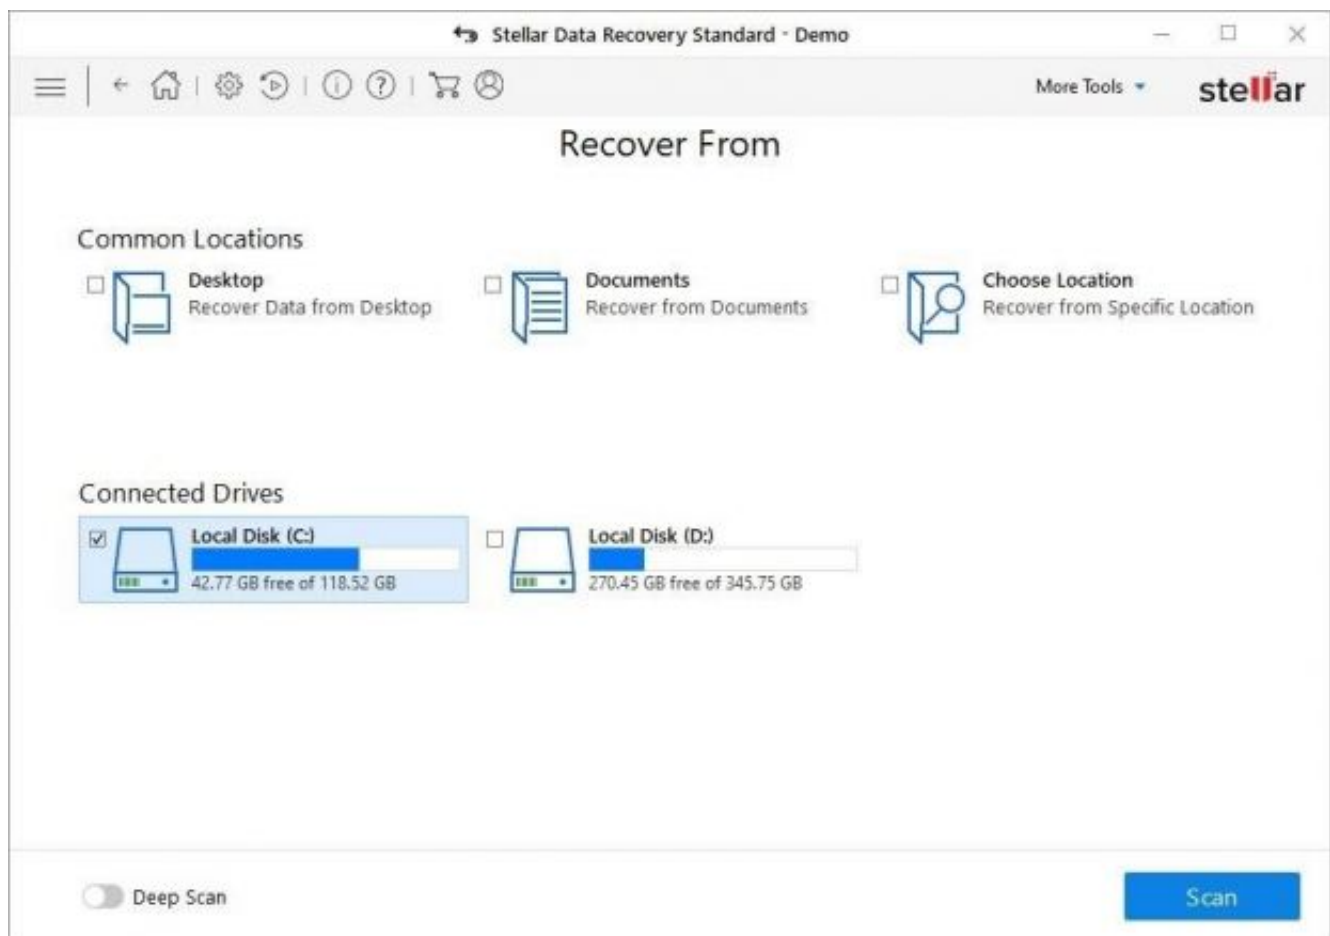 Stellar Data Recovery Standard - Demo
More Tools
stellar
Recover From
Common Locations
Desktop
Recover Data from Desktop
Documents
Recover from Documents
Choose Location
Recover from Specific Location
Connected Drives
Local Disk (C:)
42.77 GB free of 118.52 GB
Local Disk (D:)
270.45 GB free of 345.75 GB
Deep Scan
Scan